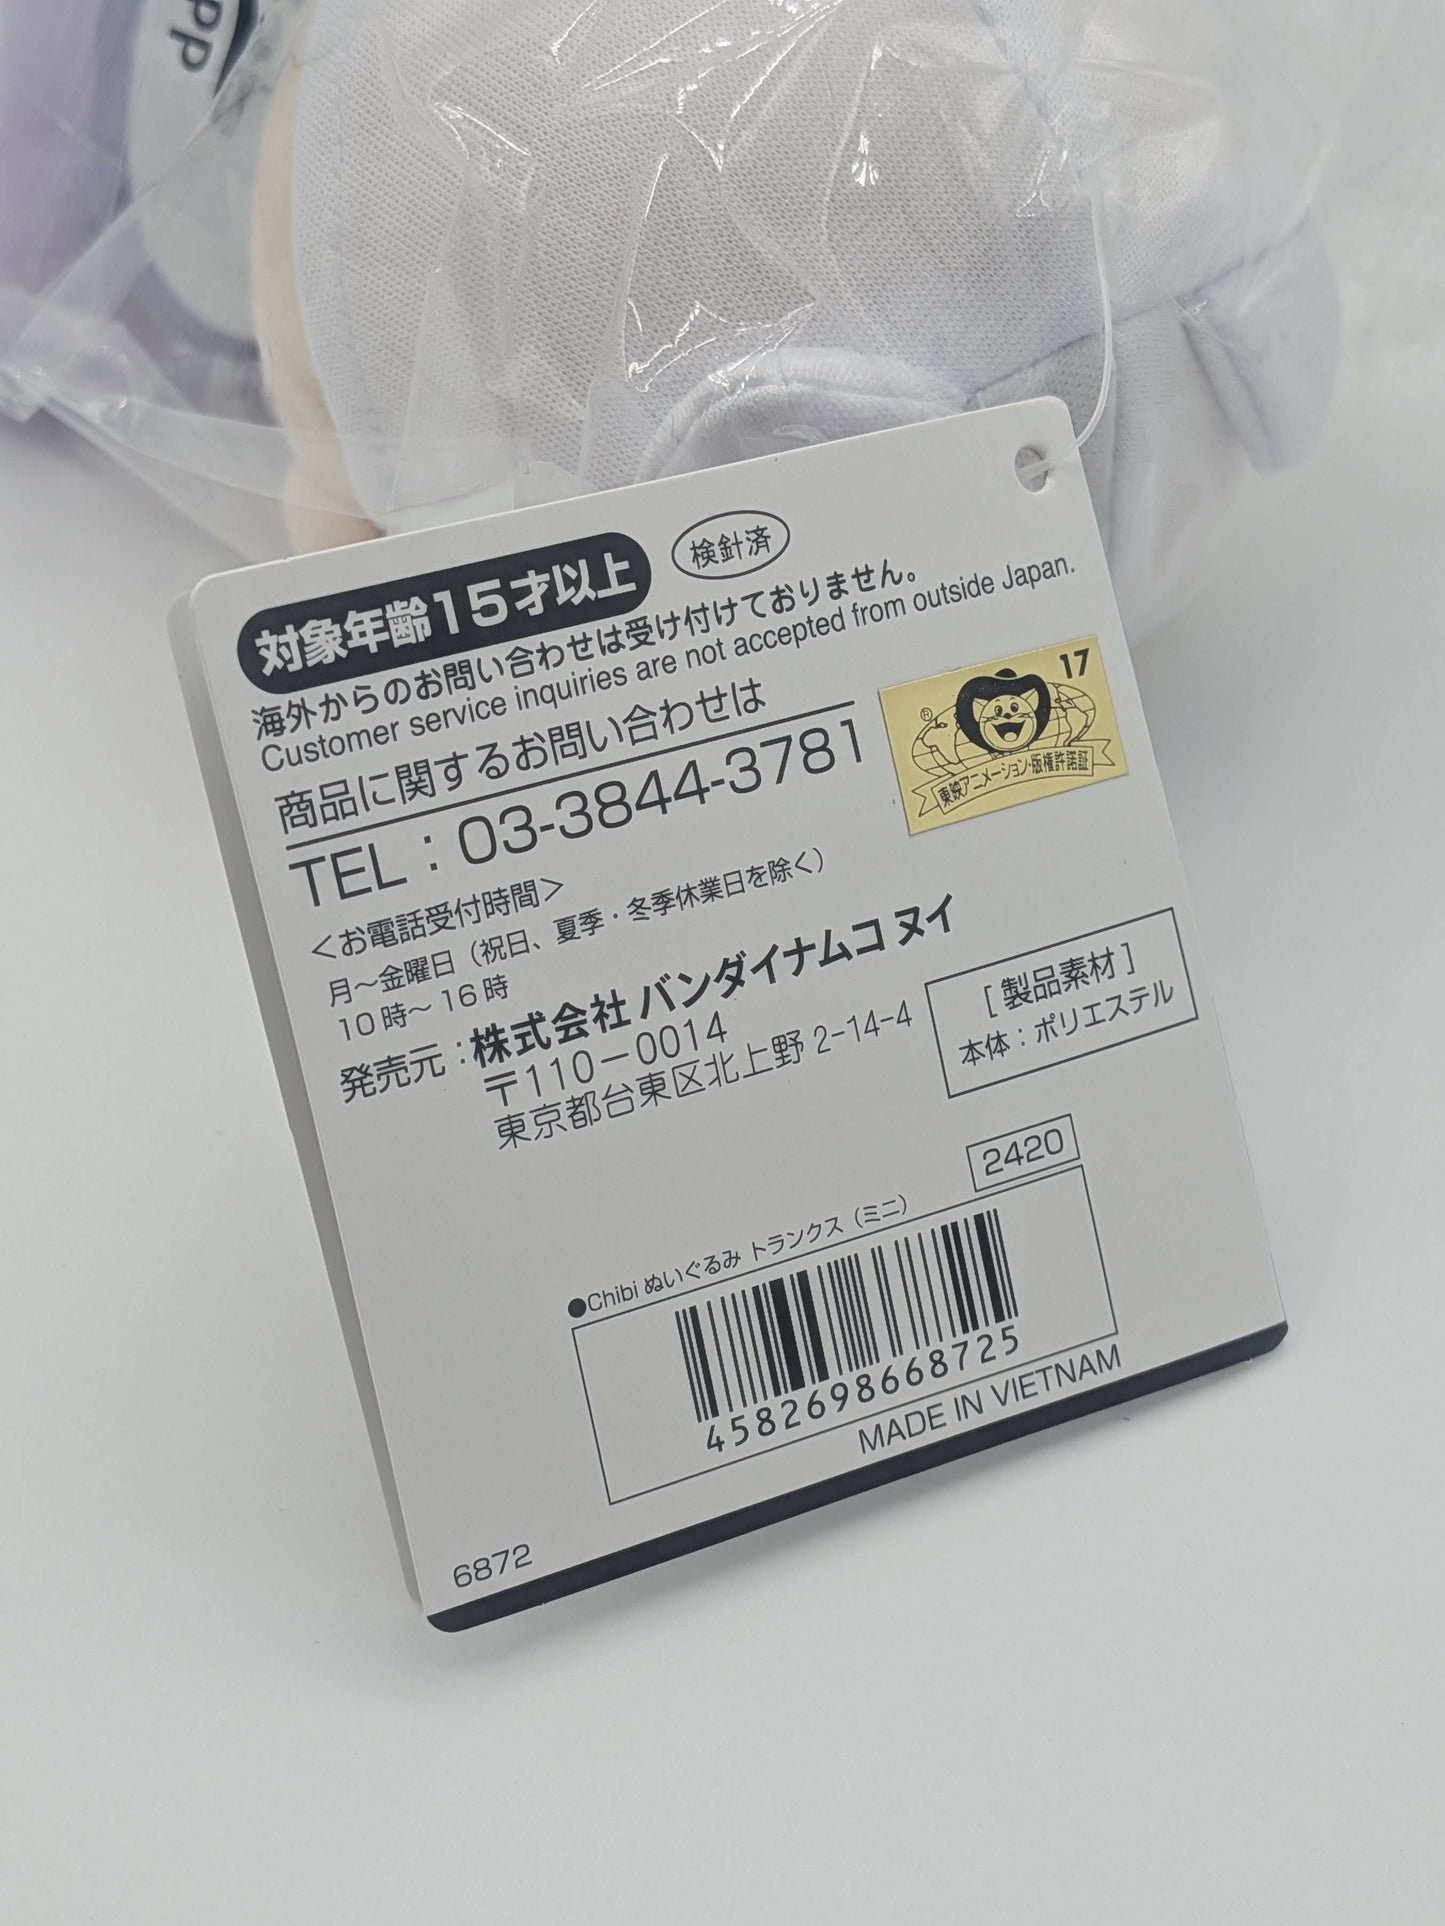 対象年齢15才以上
検針済
海外からのお問い合わせは受け付けておりません。
Customer service inquiries are not accepted from outside Japan.
商品に関するお問い合わせは
TEL：03-3844-3781
17
®
東映アニメーション・版権許諾証
＜お電話受付時間＞
月～金曜日（祝日、夏季・冬季休業日を除く）
10時～16時
発売元：株式会社 バンダイナムコ ヌイ
〒110－0014
東京都台東区北上野 2-14-4
［製品素材］
本体：ポリエステル
2420
●Chibi ぬいぐるみ トランクス（ミニ）
4582698668725
MADE IN VIETNAM
6872